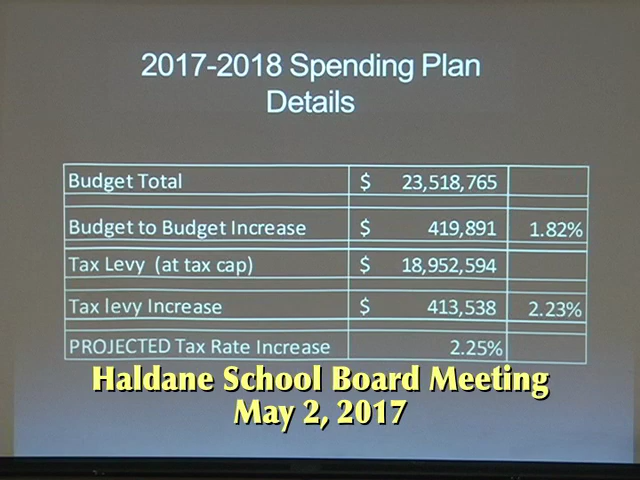 2017-2018 Spending Plan
Details
Budget Total $ 23,518,765
Budget to Budget Increase $ 419,891 1.82%
Tax Levy (at tax cap) $ 18,952,594
Tax levy Increase $ 413,538 2.23%
PROJECTED Tax Rate Increase 2.25%
Haldane School Board Meeting
May 2, 2017